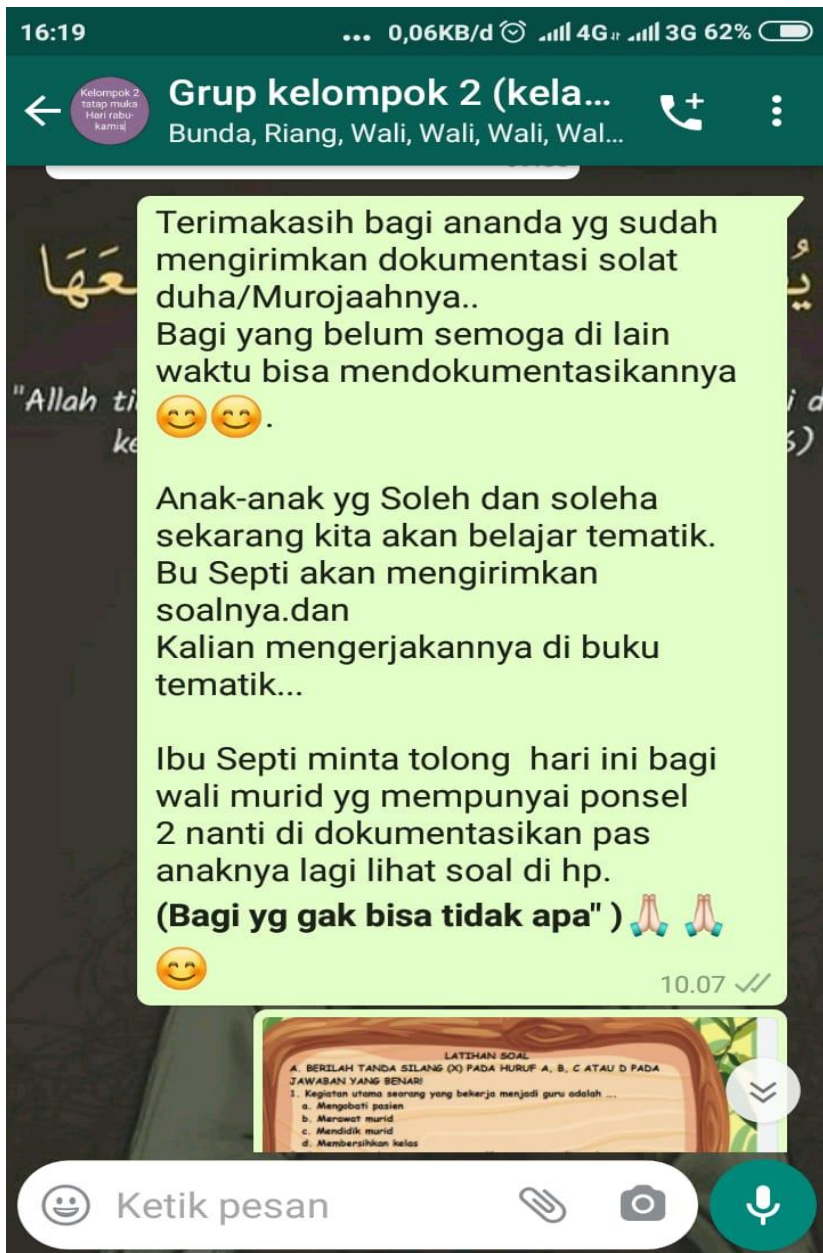 16:19
... 0,06KB/d 4G 3G 62%
Kelompok 2
tatap muka
Hari rabu-
kamis
Grup kelompok 2 (kela...
Bunda, Riang, Wali, Wali, Wali, Wal...
Terimakasih bagi ananda yg sudah
mengirimkan dokumentasi solat
duha/Murojaahnya..
Bagi yang belum semoga di lain
waktu bisa mendokumentasikannya
😊😊.
"Allah
Anak-anak yg Soleh dan soleha
sekarang kita akan belajar tematik.
Bu Septi akan mengirimkan
soalnya.dan
Kalian mengerjakannya di buku
tematik...
Ibu Septi minta tolong  hari ini bagi
wali murid yg mempunyai ponsel
2 nanti di dokumentasikan pas
anaknya lagi lihat soal di hp.
(Bagi yg gak bisa tidak apa" )🙏🏻 🙏🏻
😊
10.07
LATIHAN SOAL
A. BERILAH TANDA SILANG (X) PADA HURUF A, B, C ATAU D PADA
JAWABAN YANG BENAR!
1. Kegiatan utama seorang yang bekerja menjadi guru adalah ...
a. Mengobati pasien
b. Merawat murid
c. Mendidik murid
d. Membersihkan kelas
Ketik pesan